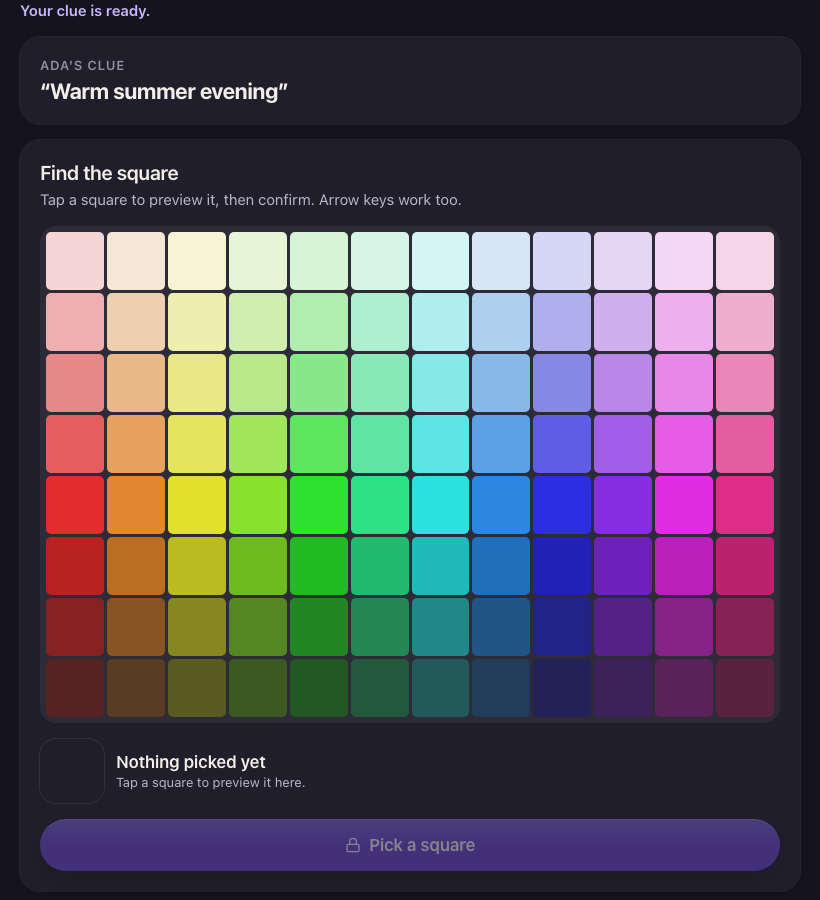 Your clue is ready.
ADA'S CLUE
“Warm summer evening”
Find the square
Tap a square to preview it, then confirm. Arrow keys work too.
Nothing picked yet
Tap a square to preview it here.
Pick a square